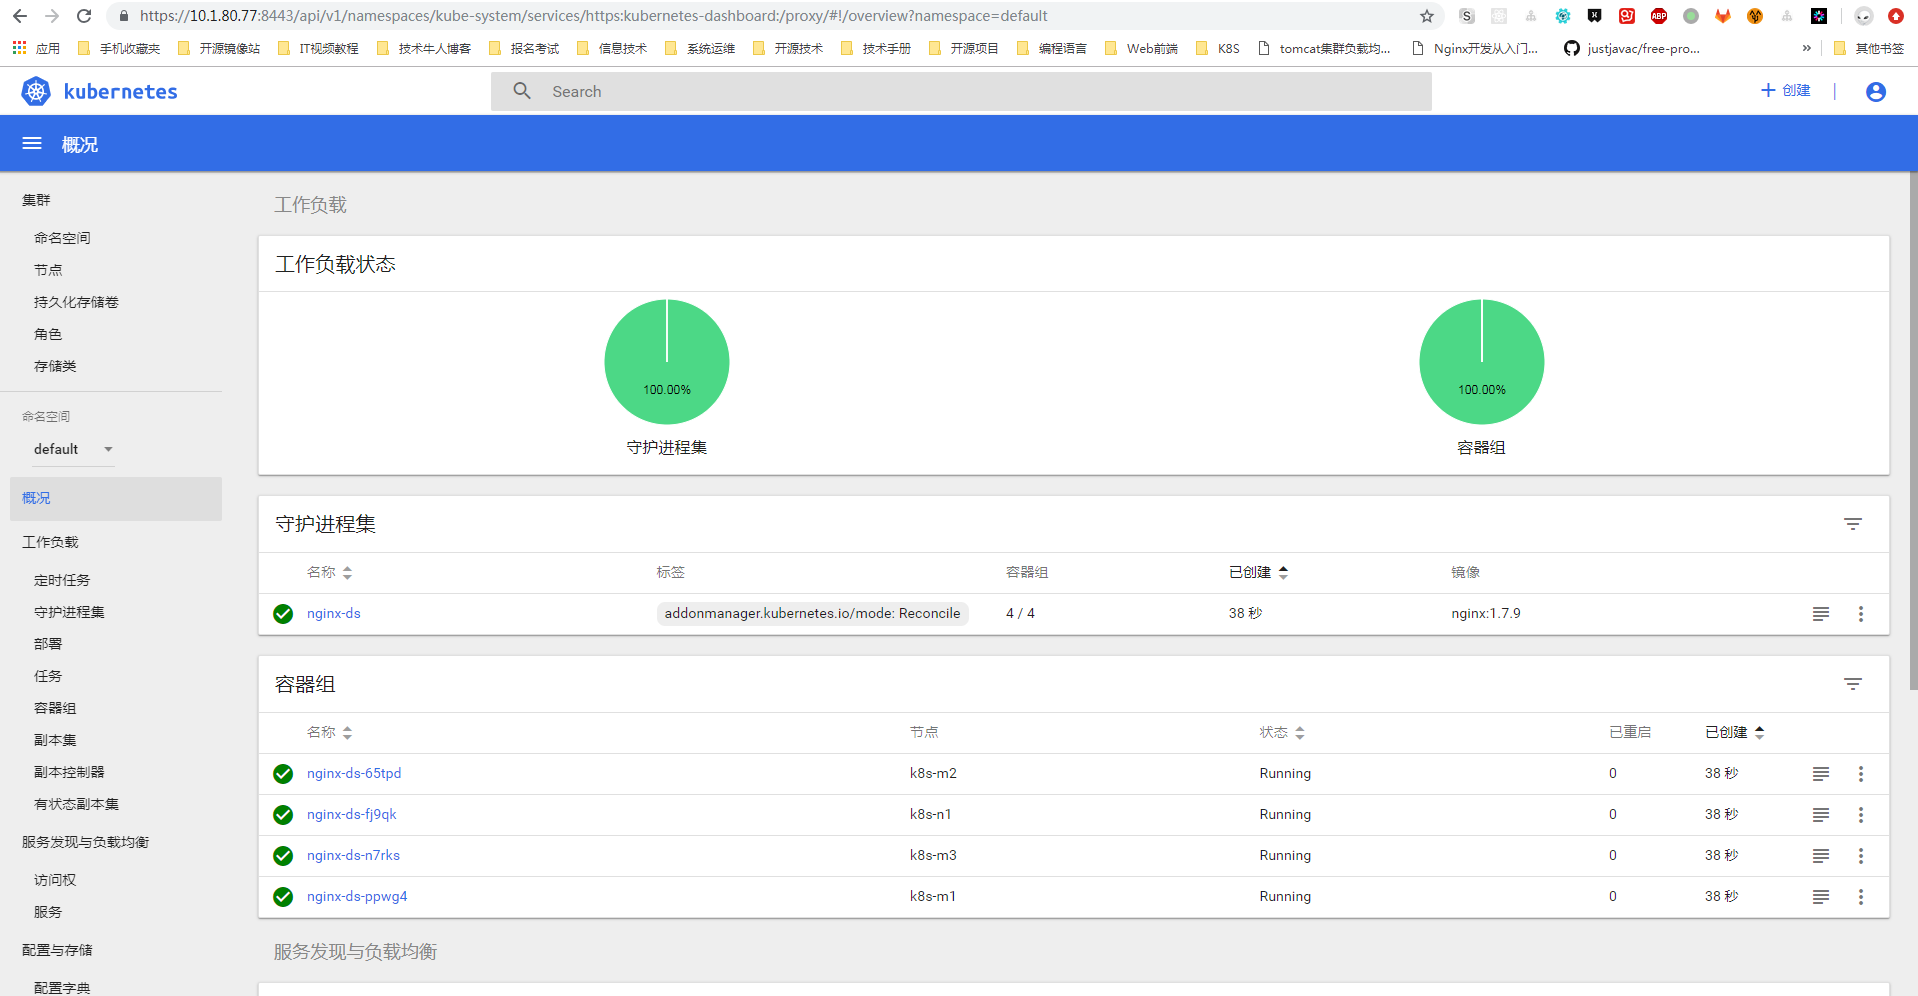 https://10.1.80.77:8443/api/v1/namespaces/kube-system/services/https:kubernetes-dashboard:/proxy/#!/overview?namespace=default
应用 手机收藏夹 开源镜像站 IT视频教程 技术牛人博客 报名考试 信息技术 系统运维 开源技术 技术手册 开源项目 编程语言 Web前端 K8S tomcat集群负载均... Nginx开发从入门... justjavac/free-pro... » 其他书签
kubernetes Search 创建
概况
集群
命名空间
节点
持久化存储卷
角色
存储类
命名空间
default
概况
工作负载
定时任务
守护进程集
部署
任务
容器组
副本集
副本控制器
有状态副本集
服务发现与负载均衡
访问权
服务
配置与存储
配置字典
工作负载
工作负载状态
100.00% 100.00%
守护进程集 容器组
守护进程集
名称 标签 容器组 已创建 镜像
nginx-ds addonmanager.kubernetes.io/mode: Reconcile 4 / 4 38 秒 nginx:1.7.9
容器组
名称 节点 状态 已重启 已创建
nginx-ds-65tpd k8s-m2 Running 0 38 秒
nginx-ds-fj9qk k8s-n1 Running 0 38 秒
nginx-ds-n7rks k8s-m3 Running 0 38 秒
nginx-ds-ppwg4 k8s-m1 Running 0 38 秒
服务发现与负载均衡